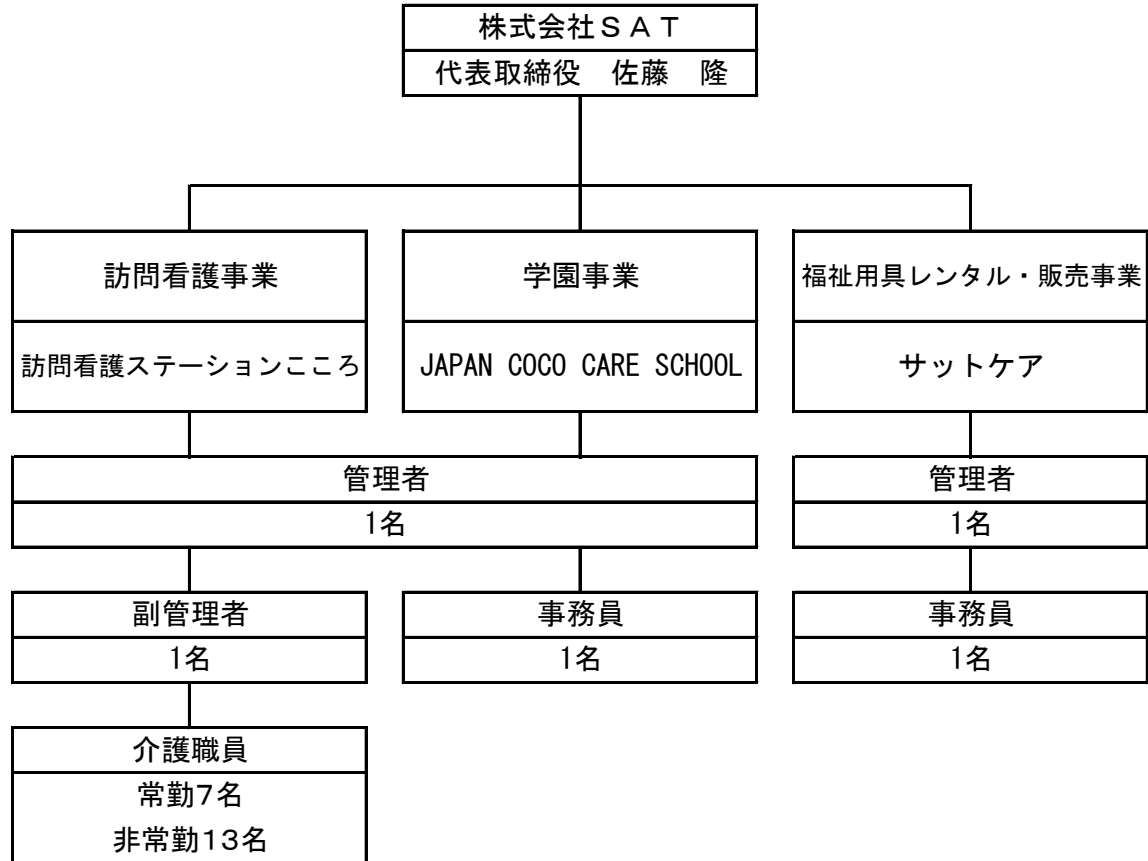 株式会社ＳＡＴ
代表取締役　佐藤　隆
訪問看護事業
学園事業
福祉用具レンタル・販売事業
訪問看護ステーションこころ
JAPAN COCO CARE SCHOOL
サットケア
管理者
管理者
1名
1名
副管理者
事務員
事務員
1名
1名
1名
介護職員
常勤7名
非常勤13名